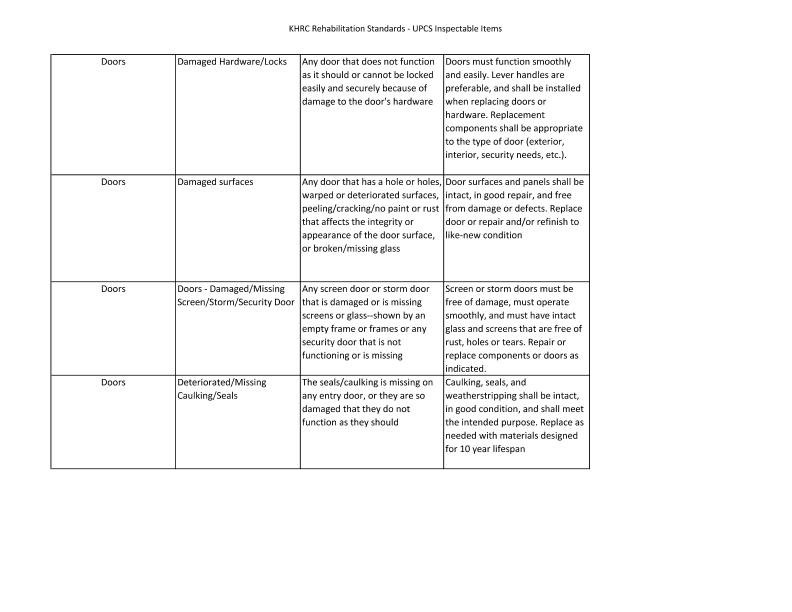 KHRC Rehabilitation Standards - UPCS Inspectable Items
Doors
Damaged Hardware/Locks
Any door that does not function
as it should or cannot be locked
easily and securely because of
damage to the door's hardware
Doors must function smoothly
and easily. Lever handles are
preferable, and shall be installed
when replacing doors or
hardware. Replacement
components shall be appropriate
to the type of door (exterior,
interior, security needs, etc.).
Doors
Damaged surfaces
Any door that has a hole or holes,
warped or deteriorated surfaces,
peeling/cracking/no paint or rust
that affects the integrity or
appearance of the door surface,
or broken/missing glass
Door surfaces and panels shall be
intact, in good repair, and free
from damage or defects. Replace
door or repair and/or refinish to
like-new condition
Doors
Doors - Damaged/Missing
Screen/Storm/Security Door
Any screen door or storm door
that is damaged or is missing
screens or glass--shown by an
empty frame or frames or any
security door that is not
functioning or is missing
Screen or storm doors must be
free of damage, must operate
smoothly, and must have intact
glass and screens that are free of
rust, holes or tears. Repair or
replace components or doors as
indicated.
Doors
Deteriorated/Missing
Caulking/Seals
The seals/caulking is missing on
any entry door, or they are so
damaged that they do not
function as they should
Caulking, seals, and
weatherstripping shall be intact,
in good condition, and shall meet
the intended purpose. Replace as
needed with materials designed
for 10 year lifespan